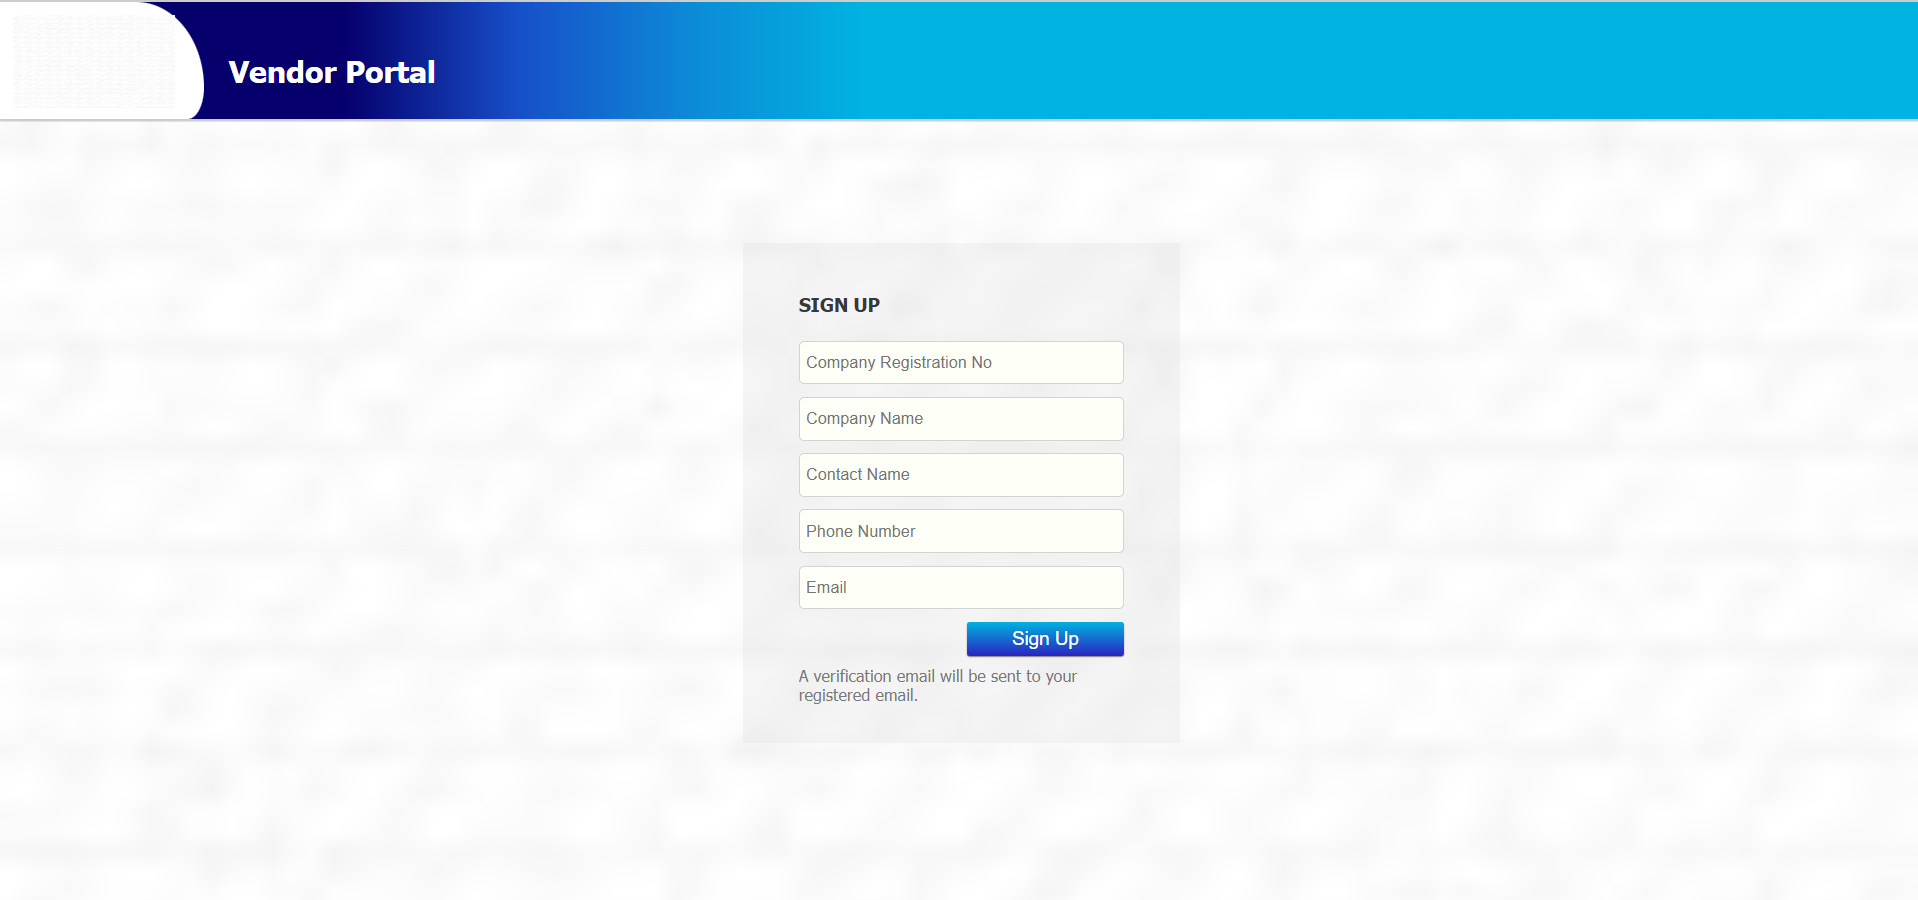 Vendor Portal
SIGN UP
Company Registration No
Company Name
Contact Name
Phone Number
Email
Sign Up
A verification email will be sent to your
registered email.